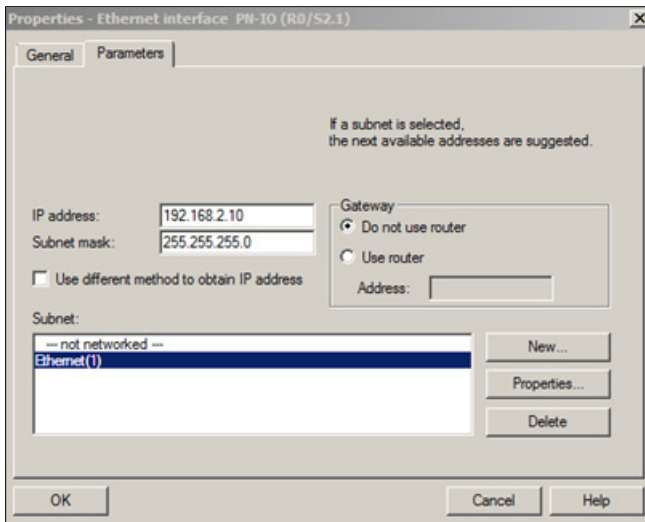 Properties - Ethernet interface PN-IO (R0/S2.1)
General
Parameters
If a subnet is selected,
the next available addresses are suggested.
IP address:
192.168.2.10
Subnet mask:
255.255.255.0
Use different method to obtain IP address
Gateway
Do not use router
Use router
Address:
Subnet:
--- not networked ---
Ethernet(1)
New...
Properties...
Delete
OK
Cancel
Help